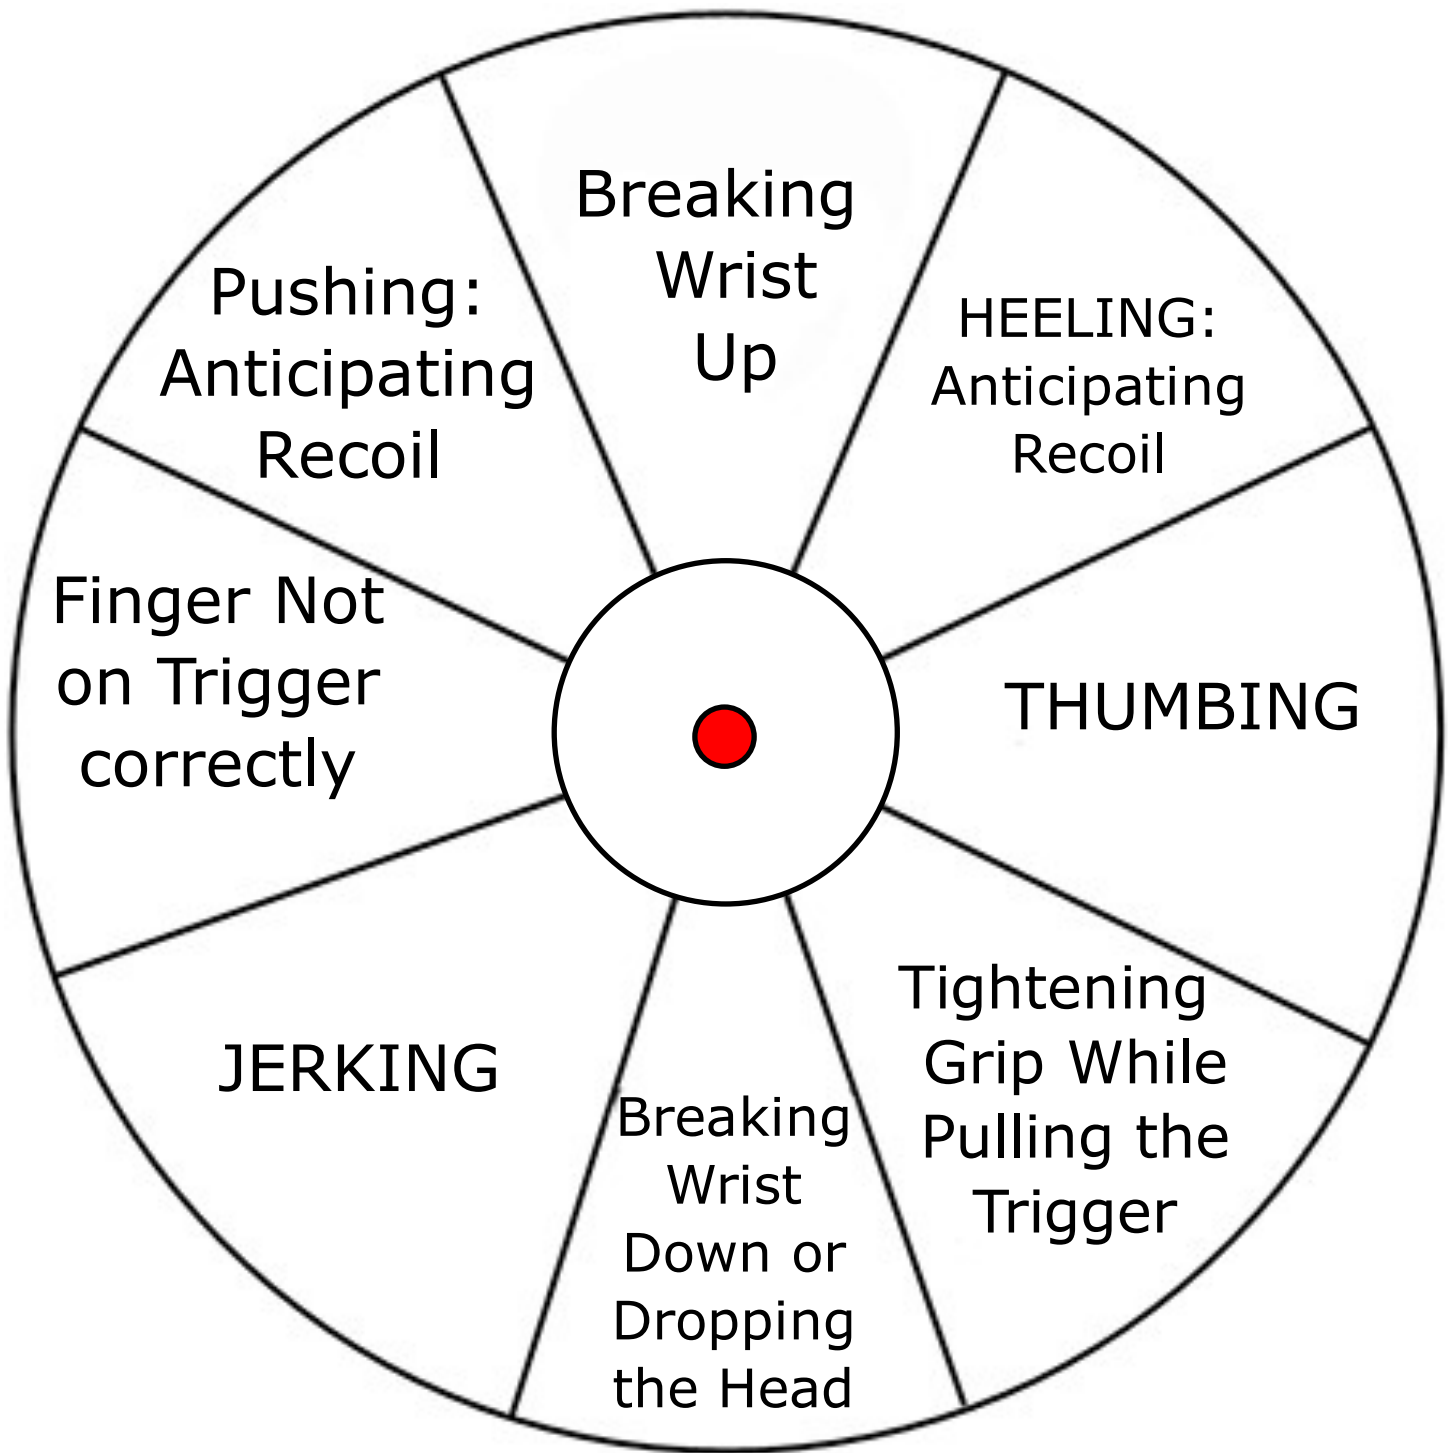 Breaking
Wrist
Up
HEELING:
Anticipating
Recoil
THUMBING
Tightening
Grip While
Pulling the
Trigger
Breaking
Wrist
Down or
Dropping
the Head
JERKING
Finger Not
on Trigger
correctly
Pushing:
Anticipating
Recoil